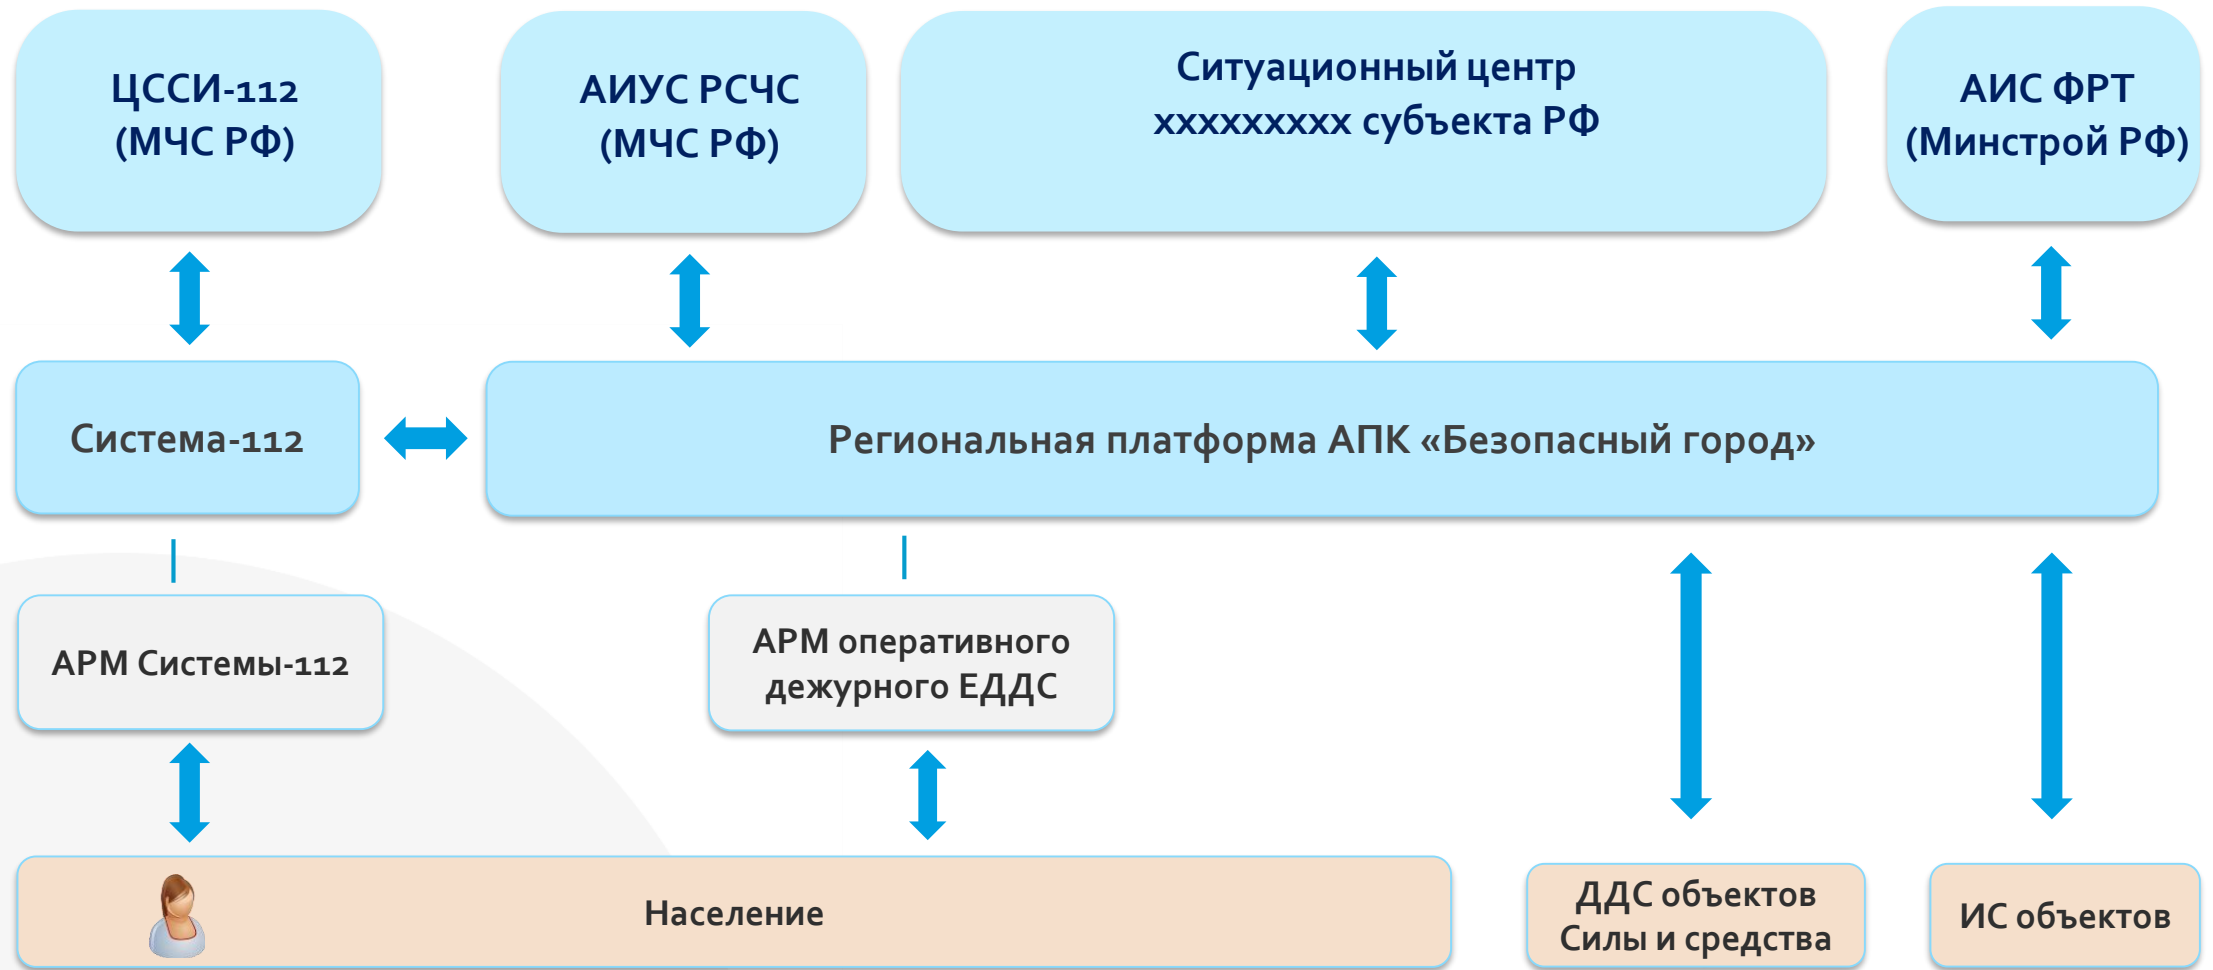 ЦССИ-112
(МЧС РФ)
АИУС РСЧС
(МЧС РФ)
Ситуационный центр
xxxxxxxxx субъекта РФ
АИС ФРТ
(Минстрой РФ)
Система-112
Региональная платформа АПК «Безопасный город»
АРМ Системы-112
АРМ оперативного
дежурного ЕДДС
Население
ДДС объектов
Силы и средства
ИС объектов